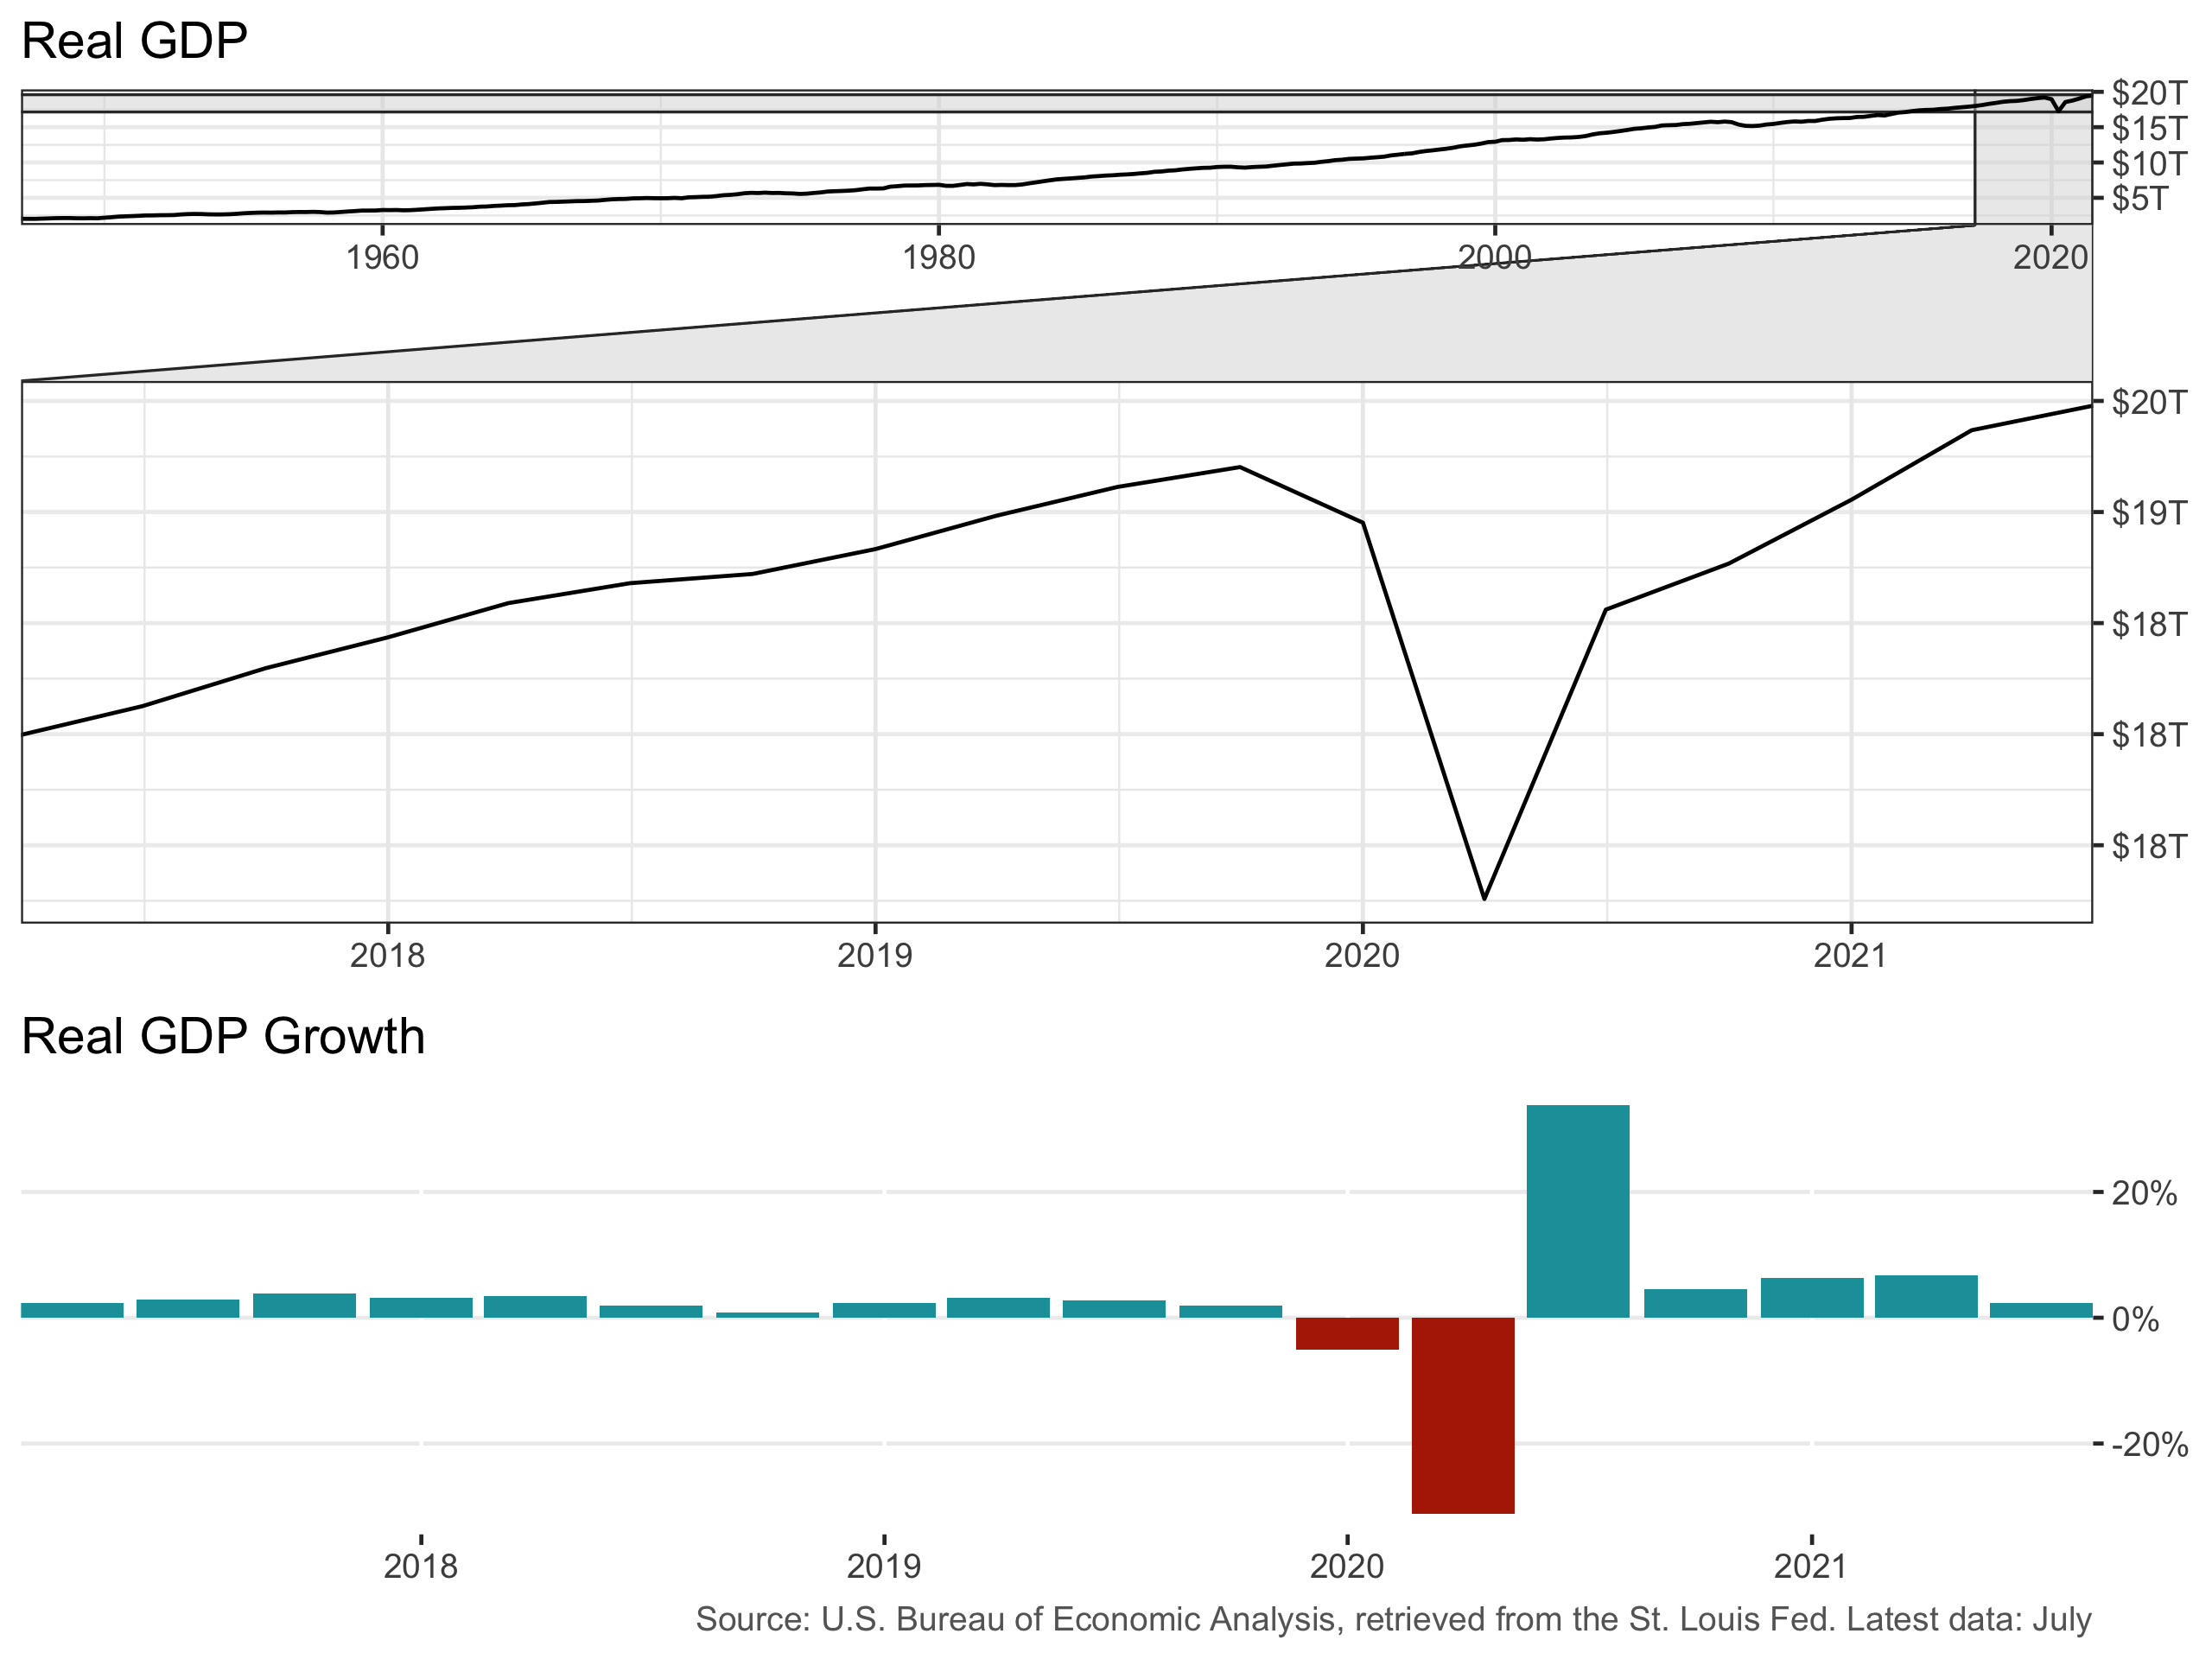 Real GDP
$20T
$15T
$10T
$5T
1960 1980 2000 2020
$20T
$19T
$18T
$18T
$18T
2018 2019 2020 2021
Real GDP Growth
20%
0%
-20%
2018 2019 2020 2021
Source: U.S. Bureau of Economic Analysis, retrieved from the St. Louis Fed. Latest data: July